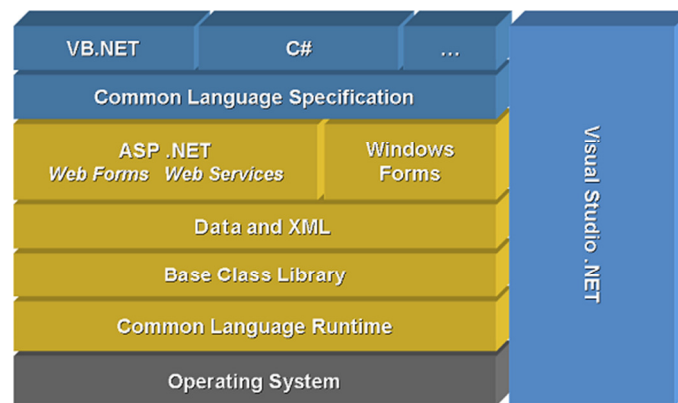 VB.NET
C#
...
Common Language Specification
ASP .NET
Web Forms Web Services
Windows
Forms
Data and XML
Base Class Library
Common Language Runtime
Operating System
Visual Studio .NET